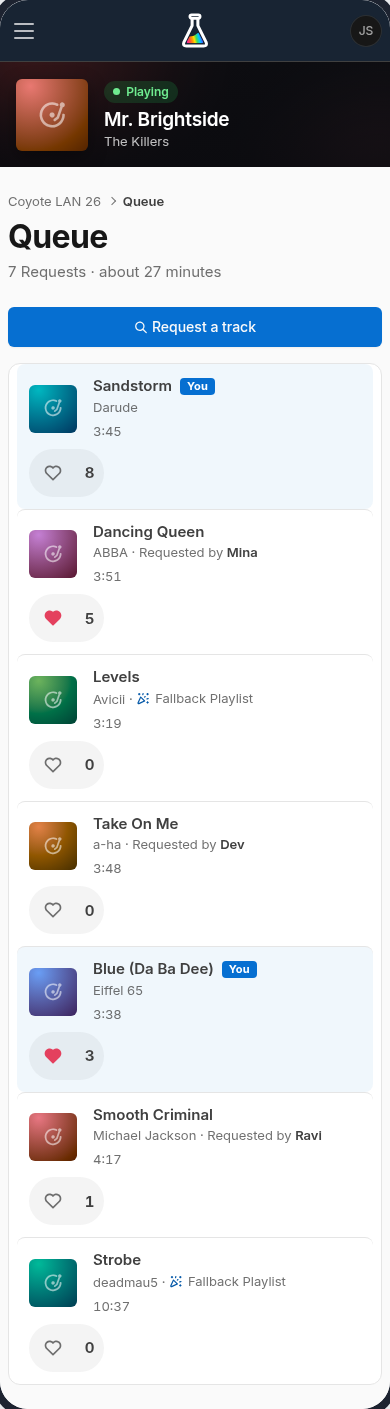 JS
Playing
Mr. Brightside
The Killers
Coyote LAN 26 > Queue
Queue
7 Requests · about 27 minutes
Request a track
Sandstorm You
Darude
3:45
8
Dancing Queen
ABBA · Requested by Mina
3:51
5
Levels
Avicii · Fallback Playlist
3:19
0
Take On Me
a-ha · Requested by Dev
3:48
0
Blue (Da Ba Dee) You
Eiffel 65
3:38
3
Smooth Criminal
Michael Jackson · Requested by Ravi
4:17
1
Strobe
deadmau5 · Fallback Playlist
10:37
0